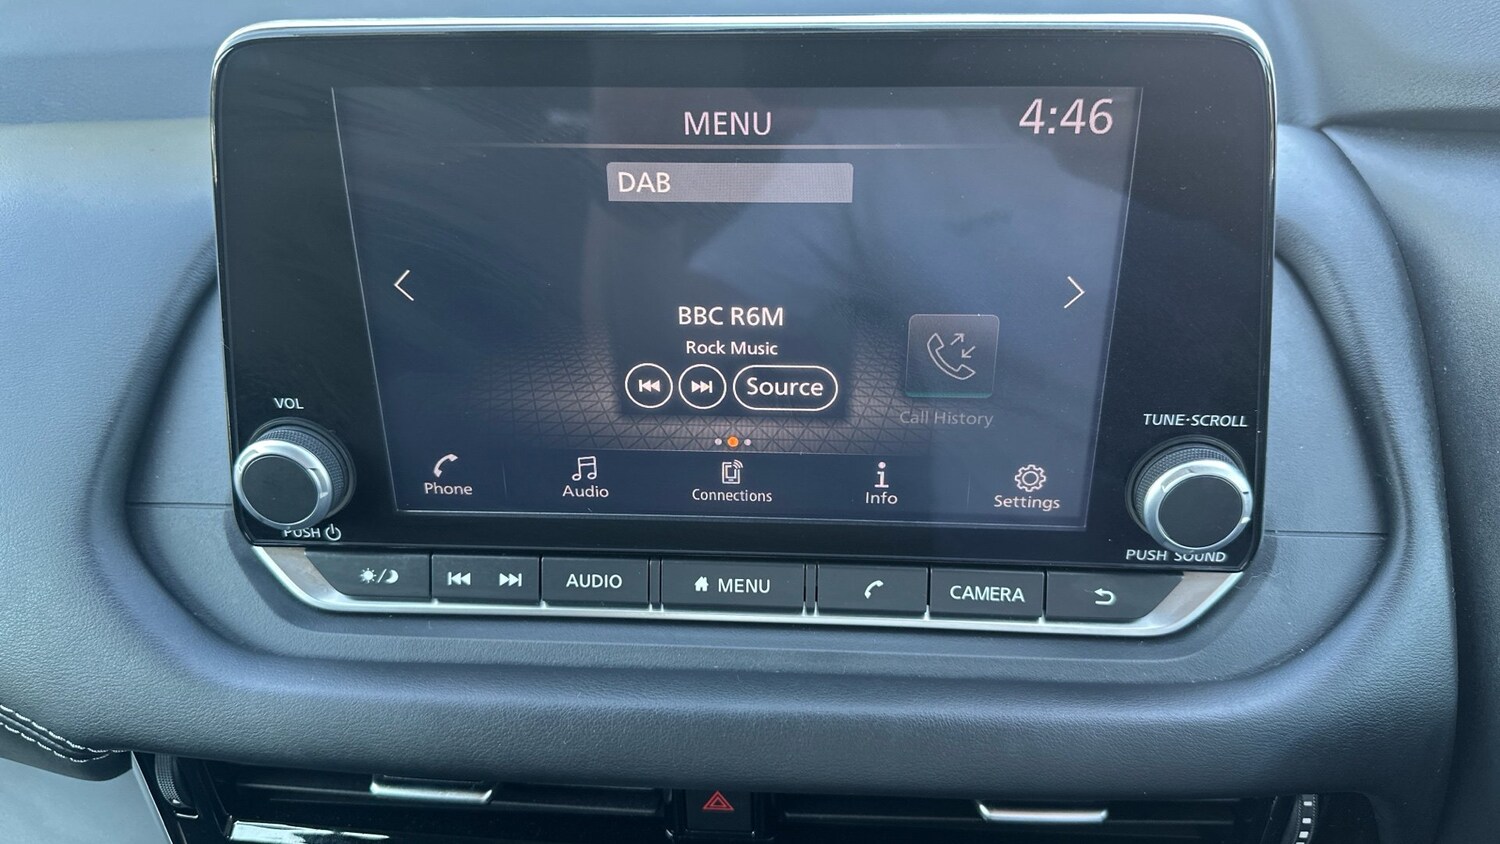 MENU
4:46
DAB
BBC R6M
Rock Music
Source
Call History
Phone
Audio
Connections
Info
Settings
VOL
PUSH
TUNE·SCROLL
PUSH SOUND
AUDIO
MENU
CAMERA